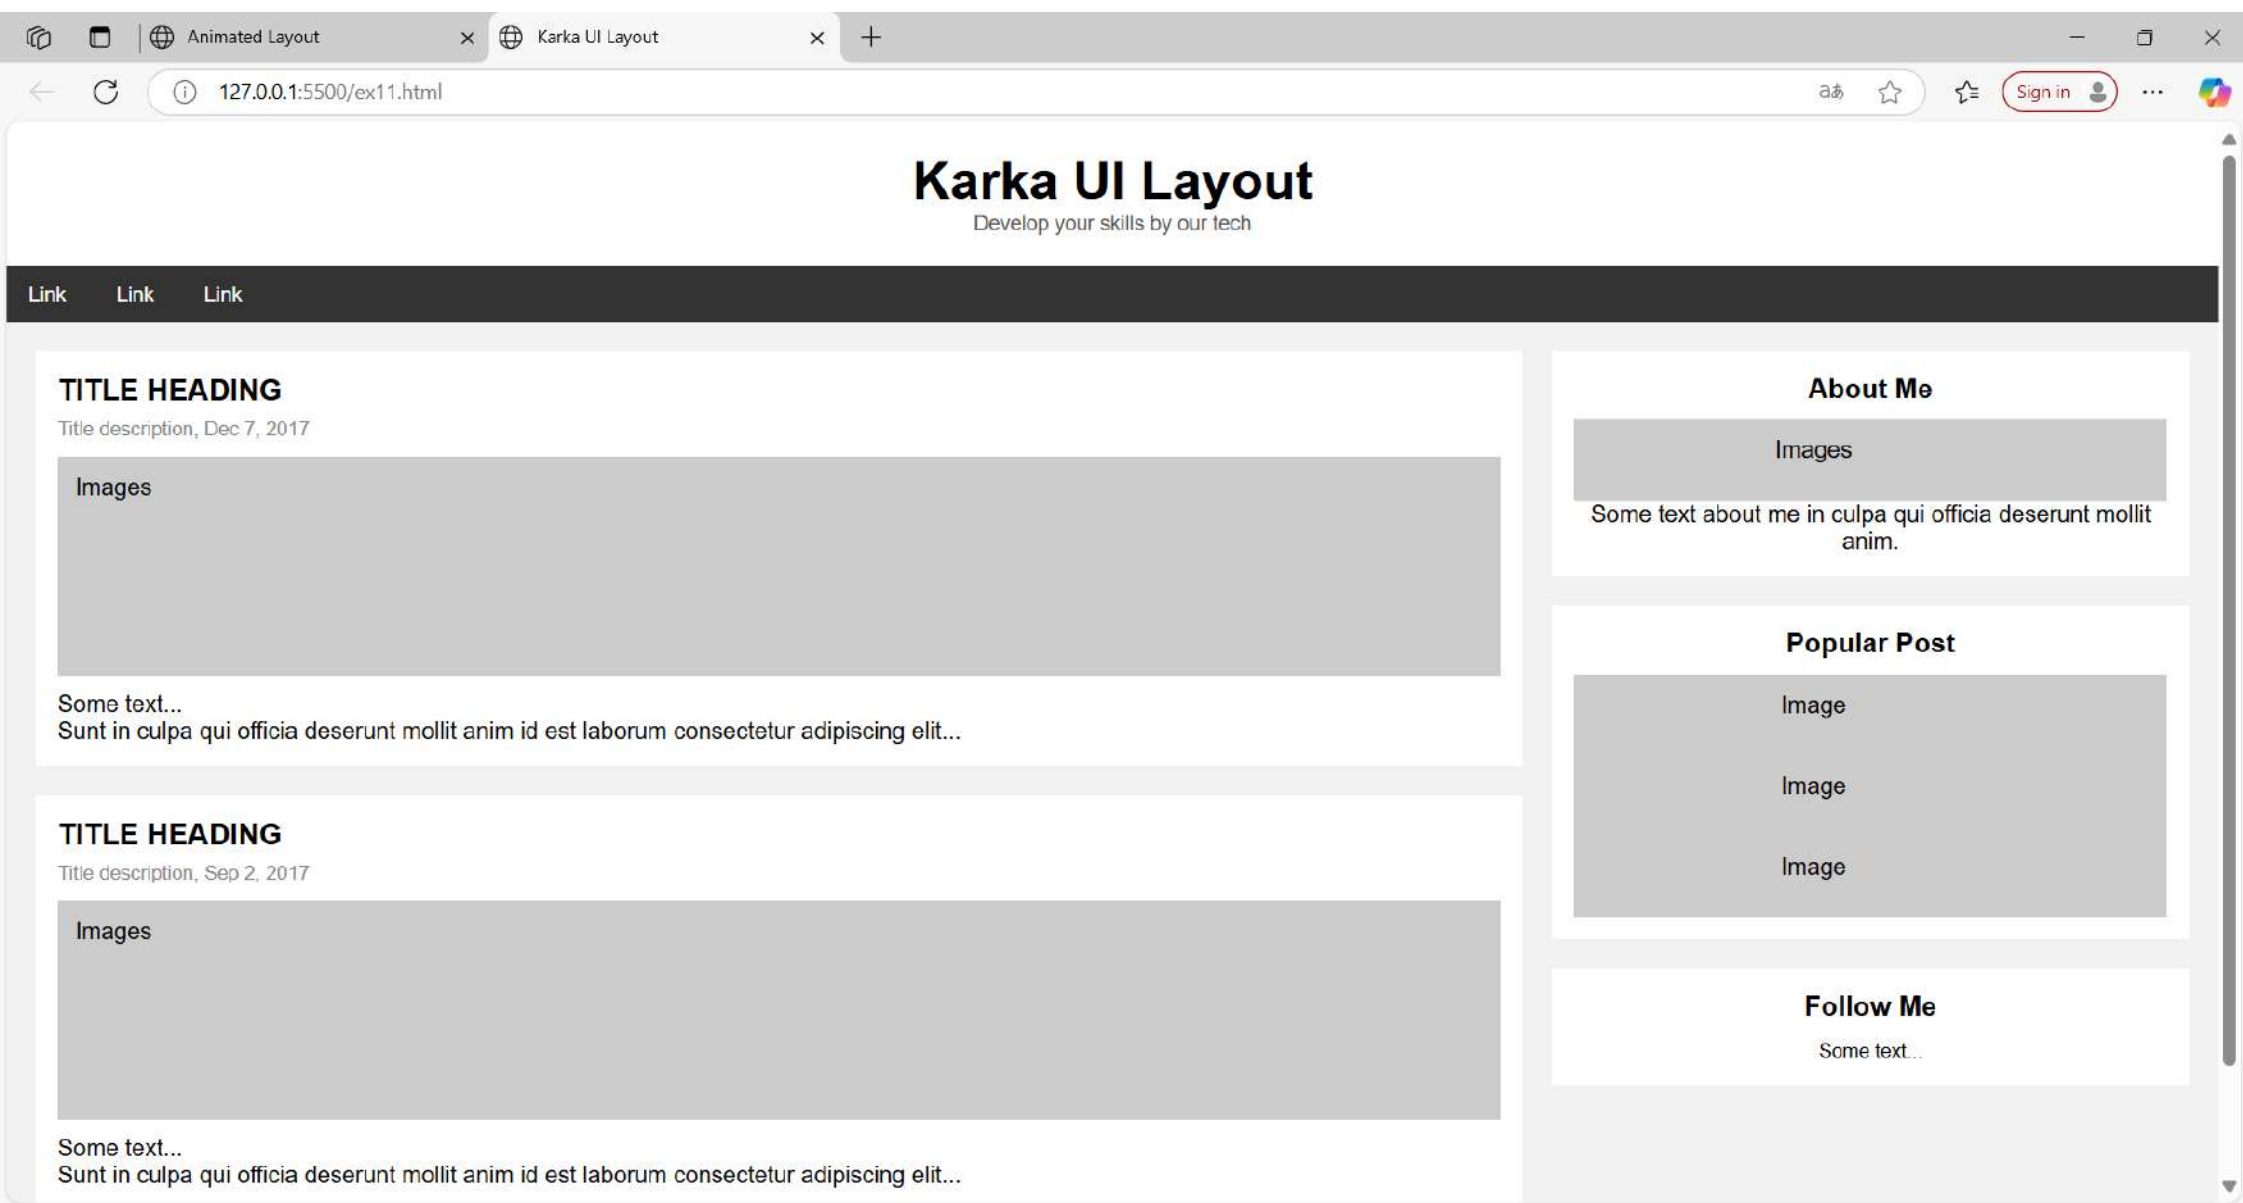 Animated Layout
Karka UI Layout
127.0.0.1:5500/ex11.html
aあ
Sign in
Karka UI Layout
Develop your skills by our tech
Link Link Link
TITLE HEADING
Title description, Dec 7, 2017
Images
Some text...
Sunt in culpa qui officia deserunt mollit anim id est laborum consectetur adipiscing elit...
TITLE HEADING
Title description, Sep 2, 2017
Images
Some text...
Sunt in culpa qui officia deserunt mollit anim id est laborum consectetur adipiscing elit...
About Me
Images
Some text about me in culpa qui officia deserunt mollit
anim.
Popular Post
Image
Image
Image
Follow Me
Some text...